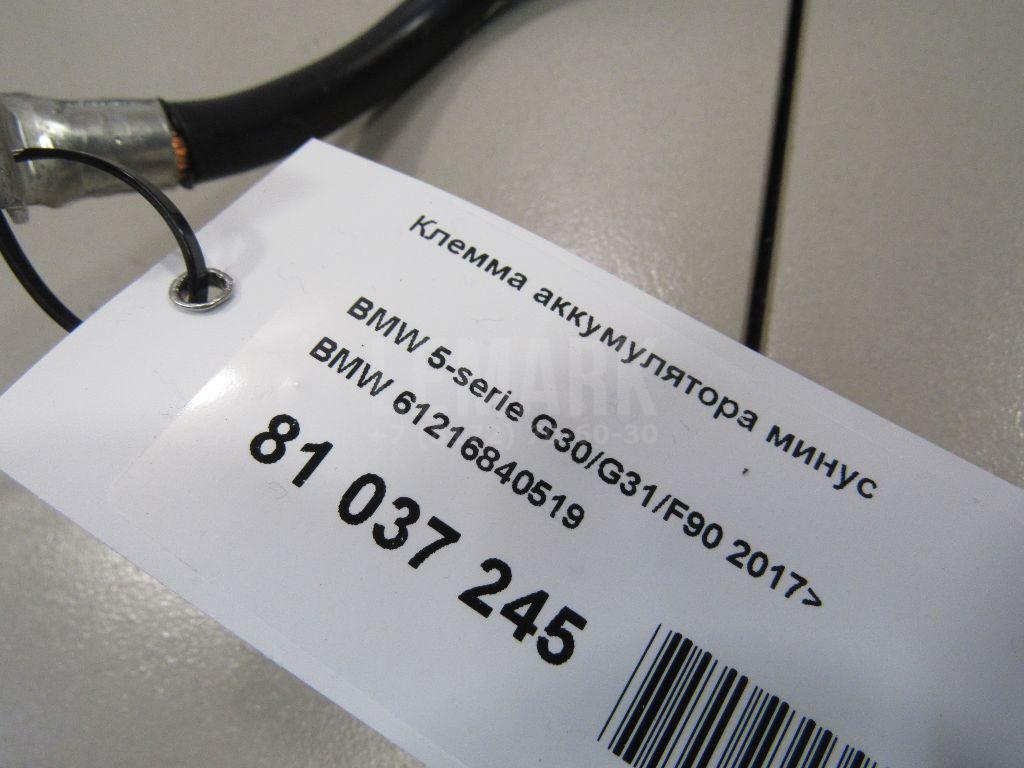 Клемма аккумулятора минус
BMW 5-serie G30/G31/F90 2017>
BMW 61216840519
81 037 245